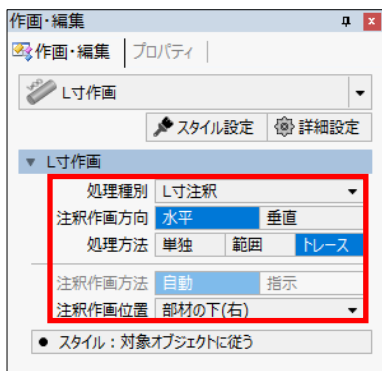 作画・編集
作画・編集 プロパティ
L寸作画
スタイル設定 詳細設定
▼ L寸作画
処理種別 L寸注釈
注釈作画方向 水平 垂直
処理方法 単独 範囲 トレース
注釈作画方法 自動 指示
注釈作画位置 部材の下(右)
● スタイル：対象オブジェクトに従う